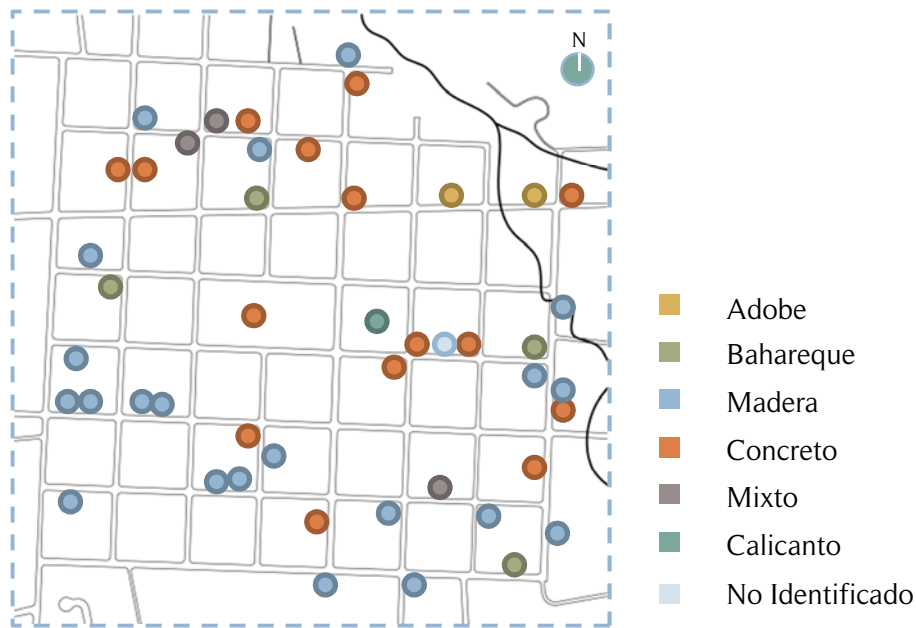 N
Adobe
Bahareque
Madera
Concreto
Mixto
Calicanto
No Identificado